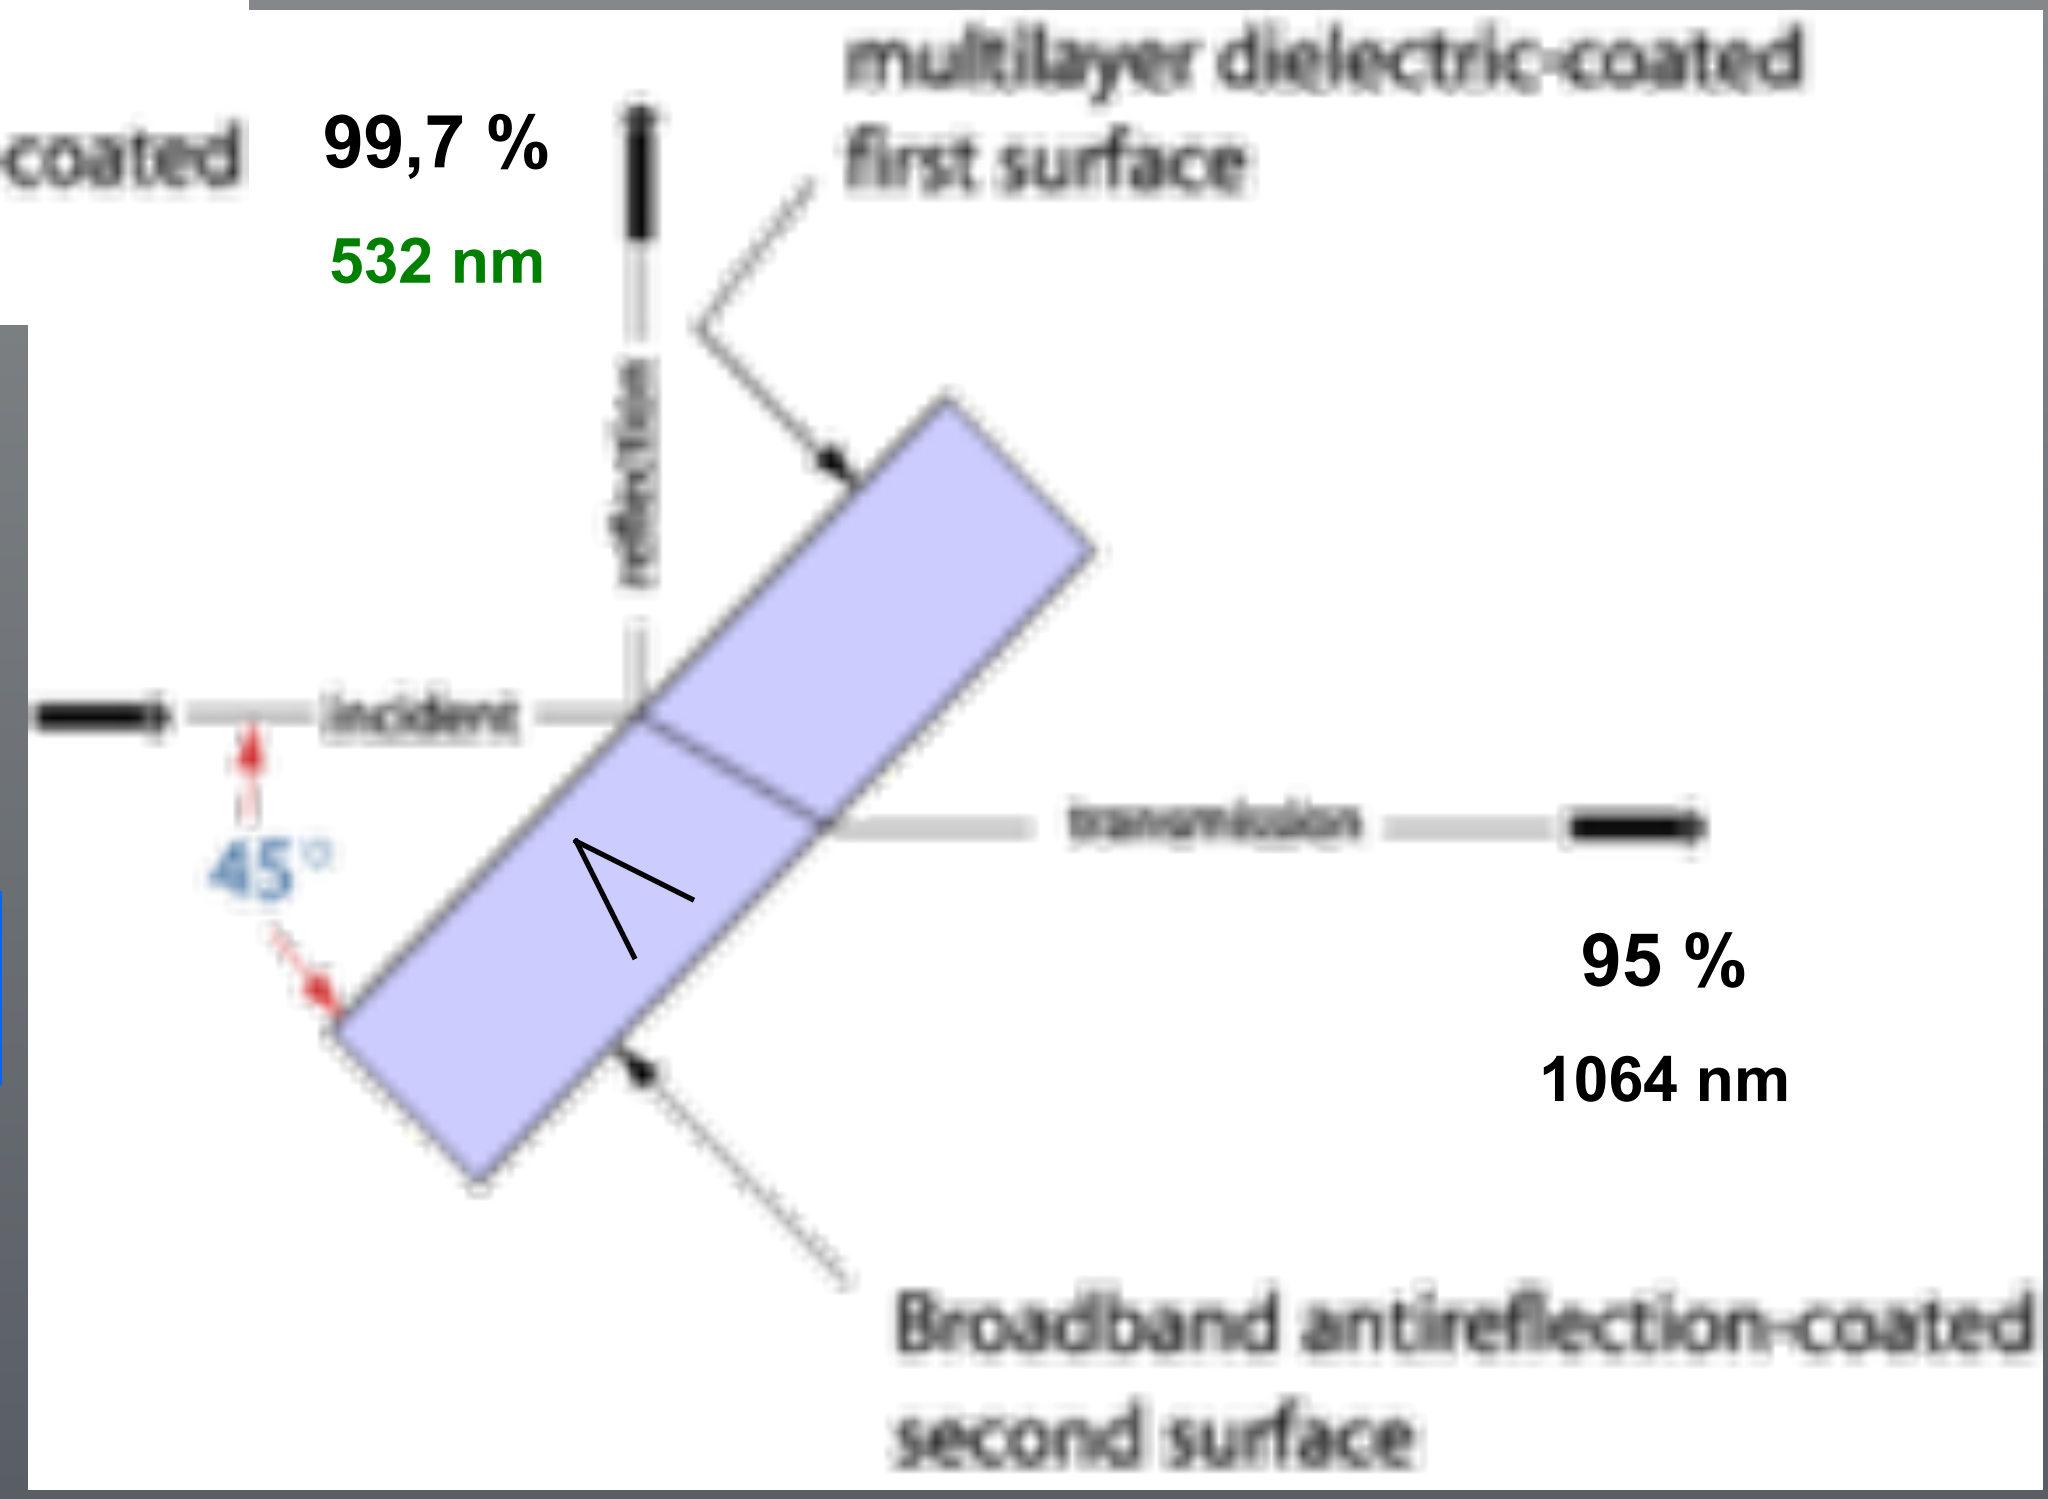 multilayer dielectric-coated
first surface
-coated
99,7 %
532 nm
reflection
incident
45°
transmission
95 %
1064 nm
Broadband antireflection-coated
second surface